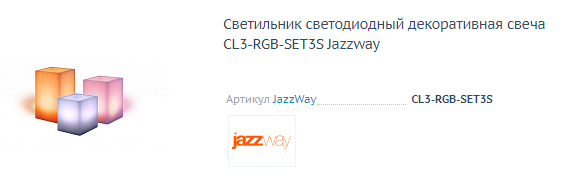 Светильник светодиодный декоративная свеча
CL3-RGB-SET3S Jazzway
Артикул JazzWay CL3-RGB-SET3S
jazzway